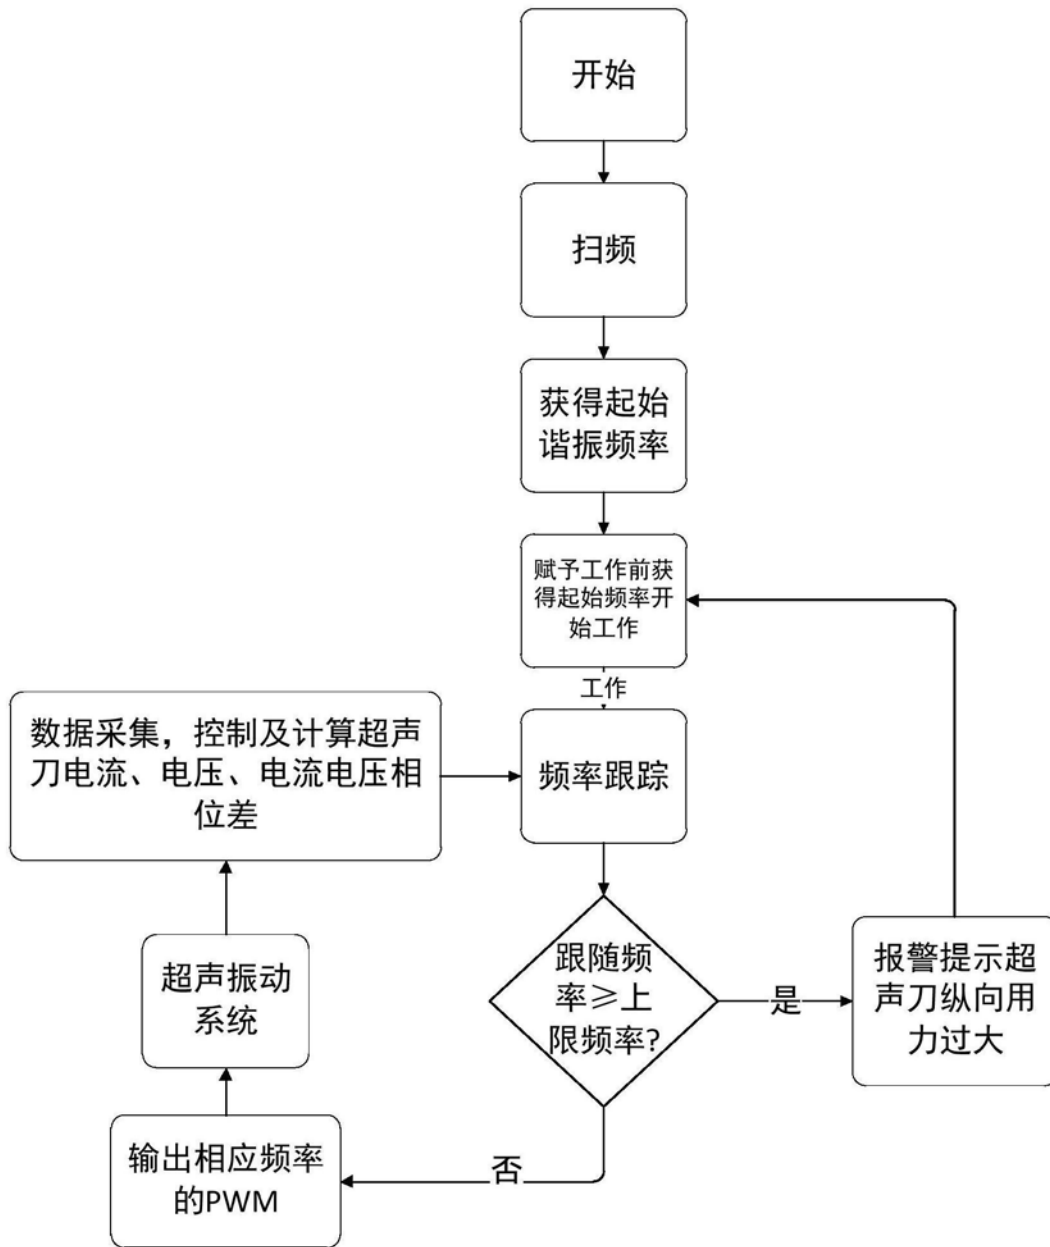 开始
扫频
获得起始
谐振频率
赋予工作前获
得起始频率开
始工作
工作
频率跟踪
数据采集，控制及计算超声
刀电流、电压、电流电压相
位差
跟随频
率≥上
限频率?
是
报警提示超
声刀纵向用
力过大
超声振动
系统
否
输出相应频率
的PWM